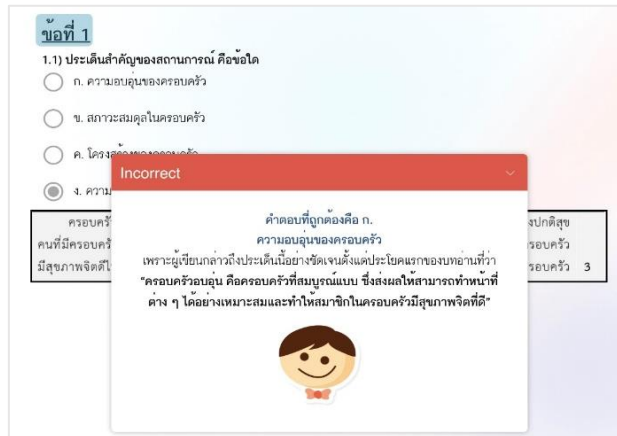 ข้อที่ 1
1.1) ประเด็นสำคัญของสถานการณ์ คือข้อใด
ก. ความอบอุ่นของครอบครัว
ข. สภาวะสมดุลในครอบครัว
ค. โครงสร้างของครอบครัว
ง. ความ
Incorrect
คำตอบที่ถูกต้องคือ ก.
ความอบอุ่นของครอบครัว
เพราะผู้เขียนกล่าวถึงประเด็นนี้อย่างชัดเจนตั้งแต่ประโยคแรกของบทอ่านที่ว่า
"ครอบครัวอบอุ่น คือครอบครัวที่สมบูรณ์แบบ ซึ่งส่งผลให้สามารถทำหน้าที่
ต่าง ๆ ได้อย่างเหมาะสมและทำให้สมาชิกในครอบครัวมีสุขภาพจิตที่ดี"
ครอบครั งปกติสุข
คนที่มีครอบครั รอบครัว
มีสุขภาพจิตดีไ รอบครัว 3